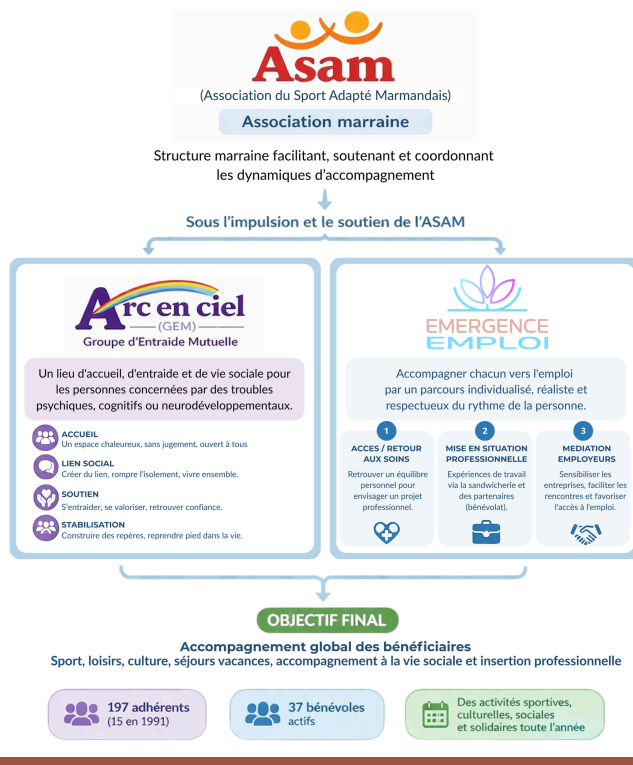 Asam
(Association du Sport Adapté Marmandais)
Association marraine
Structure marraine facilitant, soutenant et coordonnant
les dynamiques d'accompagnement
Sous l'impulsion et le soutien de l'ASAM
Arc en ciel
(GEM)
Groupe d'Entraide Mutuelle
Un lieu d'accueil, d'entraide et de vie sociale pour
les personnes concernées par des troubles
psychiques, cognitifs ou neurodéveloppementaux.
ACCUEIL
Un espace chaleureux, sans jugement, ouvert à tous
LIEN SOCIAL
Créer du lien, rompre l'isolement, vivre ensemble.
SOUTIEN
S'entraider, se valoriser, retrouver confiance.
STABILISATION
Construire des repères, reprendre pied dans la vie.
EMERGENCE
EMPLOI
Accompagner chacun vers l'emploi
par un parcours individualisé, réaliste et
respectueux du rythme de la personne.
1
ACCES / RETOUR
AUX SOINS
Retrouver un équilibre
personnel pour
envisager un projet
professionnel.
2
MISE EN SITUATION
PROFESSIONNELLE
Expériences de travail
via la sandwicherie et
des partenaires
(bénévolat).
3
MEDIATION
EMPLOYEURS
Sensibiliser les
entreprises, faciliter les
rencontres et favoriser
l'accès à l'emploi.
OBJECTIF FINAL
Accompagnement global des bénéficiaires
Sport, loisirs, culture, séjours vacances, accompagnement à la vie sociale et insertion professionnelle
197 adhérents
(15 en 1991)
37 bénévoles
actifs
Des activités sportives,
culturelles, sociales
et solidaires toute l'année